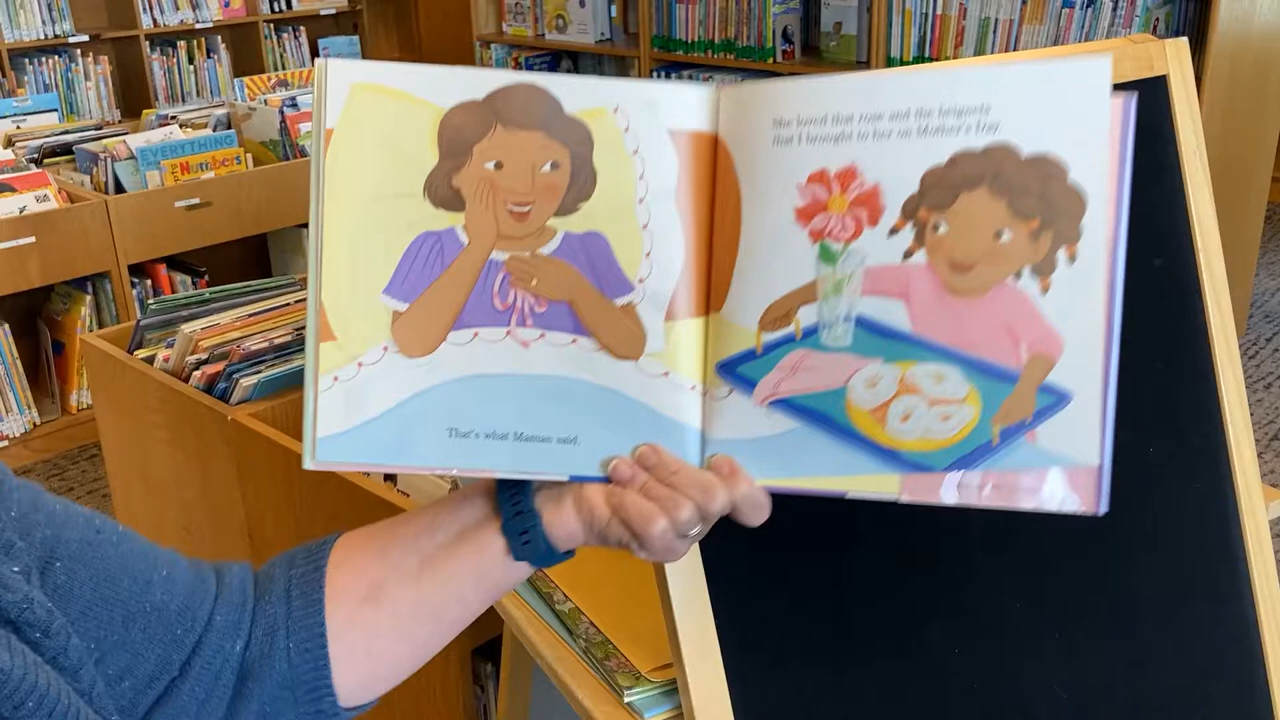 EVERYTHING
Numbers
She loved that rose and the beignets
that I brought to her on Mother's Day.
That's what Maman said.